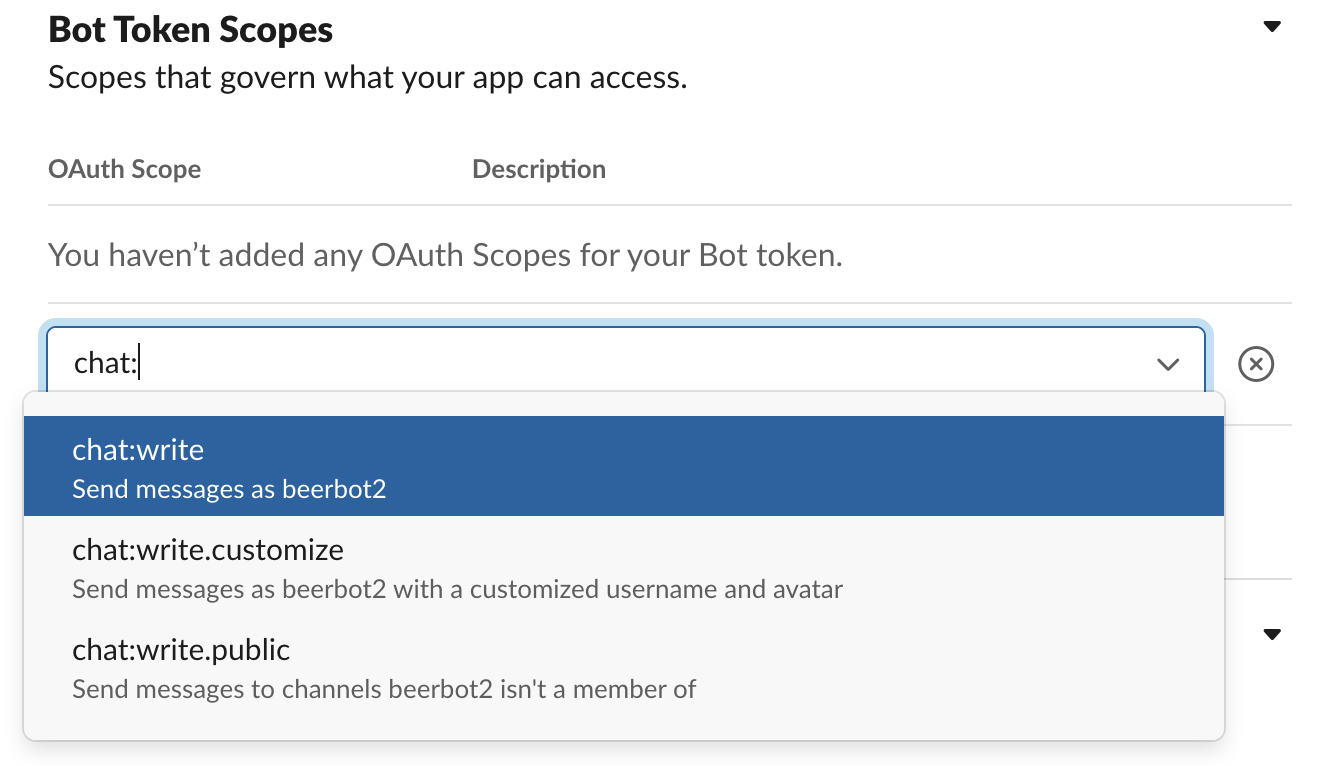 Bot Token Scopes
Scopes that govern what your app can access.
OAuth Scope Description
You haven’t added any OAuth Scopes for your Bot token.
chat:
chat:write
Send messages as beerbot2
chat:write.customize
Send messages as beerbot2 with a customized username and avatar
chat:write.public
Send messages to channels beerbot2 isn't a member of